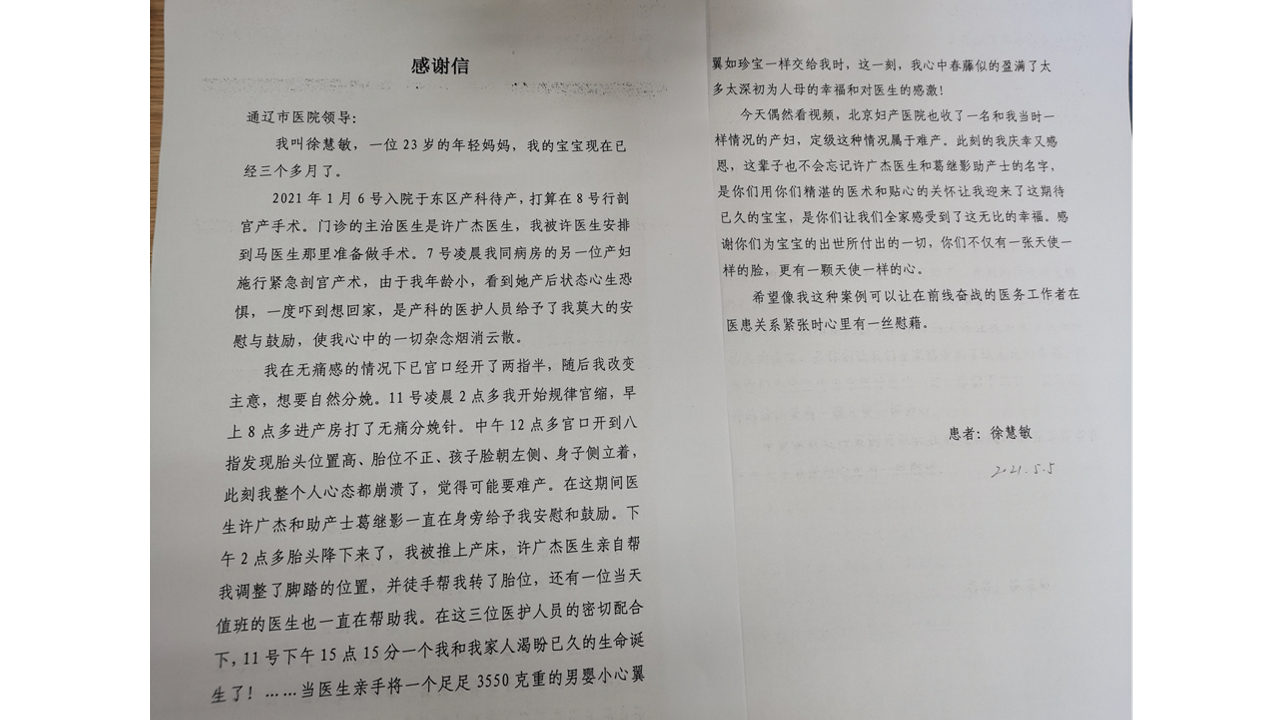 感谢信
通辽市医院领导：
我叫徐慧敏，一位 23 岁的年轻妈妈，我的宝宝现在已
经三个多月了。
2021 年 1 月 6 号入院于东区产科待产，打算在 8 号行剖
宫产手术。门诊的主治医生是许广杰医生，我被许医生安排
到马医生那里准备做手术。7 号凌晨我同病房的另一位产妇
施行紧急剖宫产术，由于我年龄小，看到她产后状态心生恐
惧，一度吓到想回家，是产科的医护人员给予了我莫大的安
慰与鼓励，使我心中的一切杂念烟消云散。
我在无痛感的情况下已宫口经开了两指半，随后我改变
主意，想要自然分娩。11 号凌晨 2 点多我开始规律宫缩，早
上 8 点多进产房打了无痛分娩针。中午 12 点多宫口开到八
指发现胎头位置高、胎位不正、孩子脸朝左侧、身子侧立着，
此刻我整个人心态都崩溃了，觉得可能要难产。在这期间医
生许广杰和助产士葛继影一直在身旁给予我安慰和鼓励。下
午 2 点多胎头降下来了，我被推上产床，许广杰医生亲自帮
我调整了脚踏的位置，并徒手帮我转了胎位，还有一位当天
值班的医生也一直在帮助我。在这三位医护人员的密切配合
下，11 号下午 15 点 15 分一个我和我家人渴盼已久的生命诞
生了！……当医生亲手将一个足足 3550 克重的男婴小心翼
翼如珍宝一样交给我时，这一刻，我心中春藤似的盈满了太
多太深初为人母的幸福和对医生的感激！
今天偶然看视频，北京妇产医院也收了一名和我当时一
样情况的产妇，定级这种情况属于难产。此刻的我庆幸又感
恩，这辈子也不会忘记许广杰医生和葛继影助产士的名字，
是你们用你们精湛的医术和贴心的关怀让我迎来了这期待
已久的宝宝，是你们让我们全家感受到了这无比的幸福。感
谢你们为宝宝的出世所付出的一切，你们不仅有一张天使一
样的脸，更有一颗天使一样的心。
希望像我这种案例可以让在前线奋战的医务工作者在
医患关系紧张时心里有一丝慰藉。
患者：徐慧敏
2021.5.5